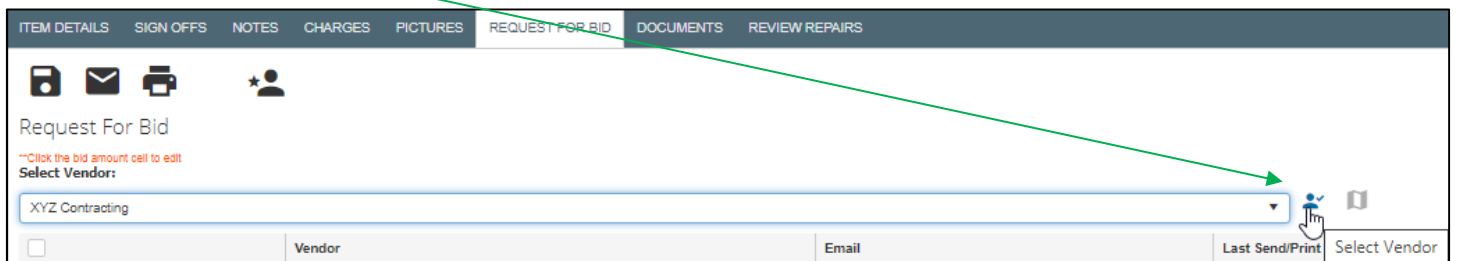 ITEM DETAILS SIGN OFFS NOTES CHARGES PICTURES REQUEST FOR BID DOCUMENTS REVIEW REPAIRS
Request For Bid
**Click the bid amount cell to edit
Select Vendor:
XYZ Contracting
Vendor Email Last Send/Print Select Vendor